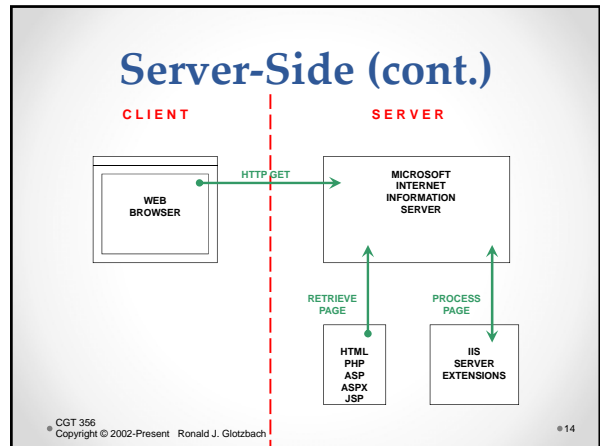 Server-Side (cont.)
CLIENT
SERVER
HTTP GET
WEB
BROWSER
MICROSOFT
INTERNET
INFORMATION
SERVER
RETRIEVE
PAGE
PROCESS
PAGE
HTML
PHP
ASP
ASPX
JSP
IIS
SERVER
EXTENSIONS
CGT 356
Copyright © 2002-Present Ronald J. Glotzbach
14